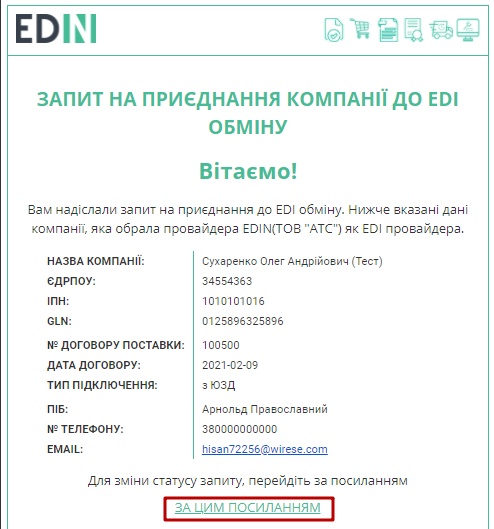 EDIN
ЗАПИТ НА ПРИЄДНАННЯ КОМПАНІЇ ДО EDI
ОБМІНУ
Вітаємо!
Вам надіслали запит на приєднання до EDI обміну. Нижче вказані дані
компанії, яка обрала провайдера EDIN(ТОВ "АТС") як EDI провайдера.
НАЗВА КОМПАНІЇ: Сухаренко Олег Андрійович (Тест)
ЄДРПОУ: 34554363
ІПН: 1010101016
GLN: 0125896325896
№ ДОГОВОРУ ПОСТАВКИ: 100500
ДАТА ДОГОВОРУ: 2021-02-09
ТИП ПІДКЛЮЧЕННЯ: з ЮЗД
ПІБ: Арнольд Православний
№ ТЕЛЕФОНУ: 380000000000
EMAIL: hisan72256@wirese.com
Для зміни статусу запиту, перейдіть за посиланням
ЗА ЦИМ ПОСИЛАННЯМ